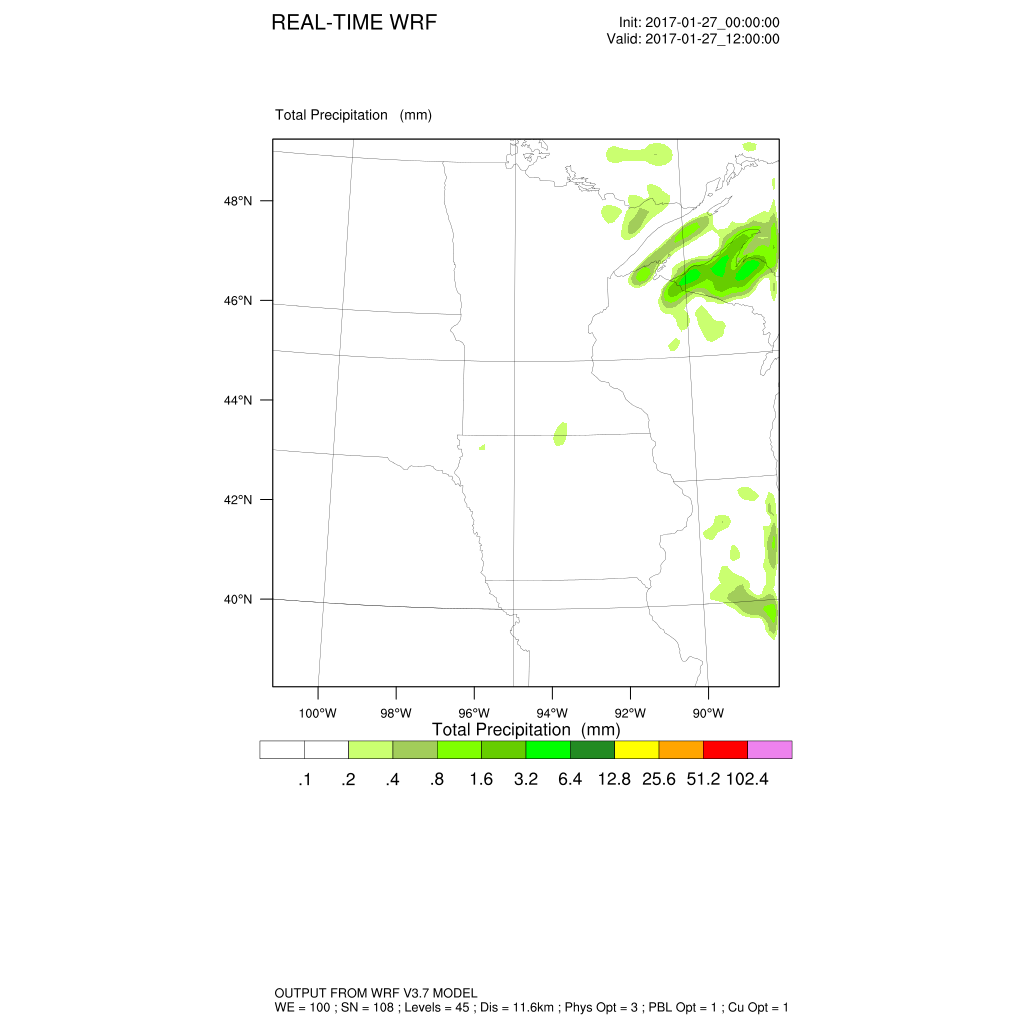 REAL-TIME WRF
Init: 2017-01-27_00:00:00
Valid: 2017-01-27_12:00:00
Total Precipitation (mm)
48°N
46°N
44°N
42°N
40°N
100°W 98°W 96°W 94°W 92°W 90°W
Total Precipitation (mm)
.1 .2 .4 .8 1.6 3.2 6.4 12.8 25.6 51.2 102.4
OUTPUT FROM WRF V3.7 MODEL
WE = 100 ; SN = 108 ; Levels = 45 ; Dis = 11.6km ; Phys Opt = 3 ; PBL Opt = 1 ; Cu Opt = 1